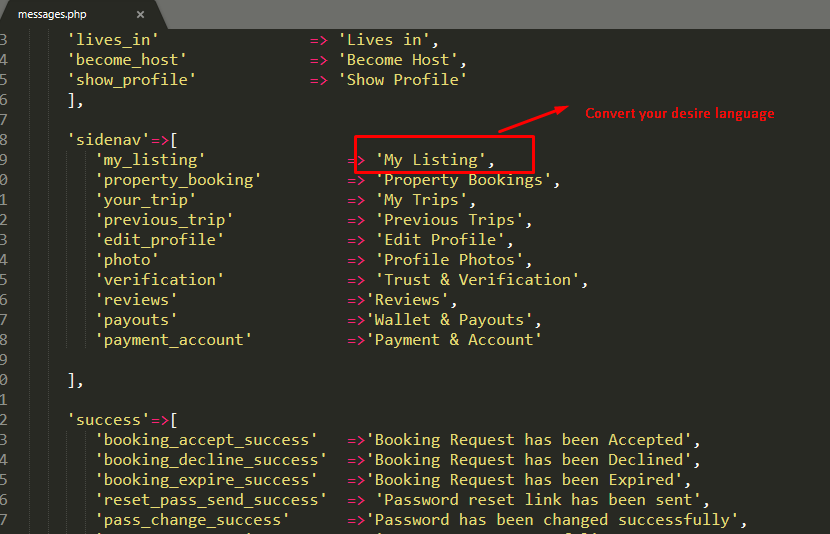 messages.php ×
3 'lives_in' => 'Lives in',
4 'become_host' => 'Become Host',
5 'show_profile' => 'Show Profile'
6 ],
7
8 'sidenav'=>[
9 'my_listing' => 'My Listing',
0 'property_booking' => 'Property Bookings',
1 'your_trip' => 'My Trips',
2 'previous_trip' => 'Previous Trips',
3 'edit_profile' => 'Edit Profile',
4 'photo' => 'Profile Photos',
5 'verification' => 'Trust & Verification',
6 'reviews' =>'Reviews',
7 'payouts' =>'Wallet & Payouts',
8 'payment_account' =>'Payment & Account'
9
0 ],
1
2 'success'=>[
3 'booking_accept_success' =>'Booking Request has been Accepted',
4 'booking_decline_success' =>'Booking Request has been Declined',
5 'booking_expire_success' =>'Booking Request has been Expired',
6 'reset_pass_send_success' => 'Password reset link has been sent',
7 'pass_change_success' =>'Password has been changed successfully',
Convert your desire language